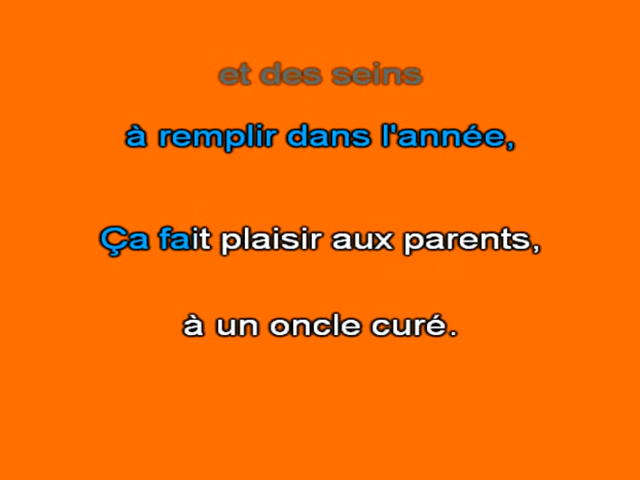 et des seins
à remplir dans l'année,
Ça fait plaisir aux parents,
à un oncle curé.